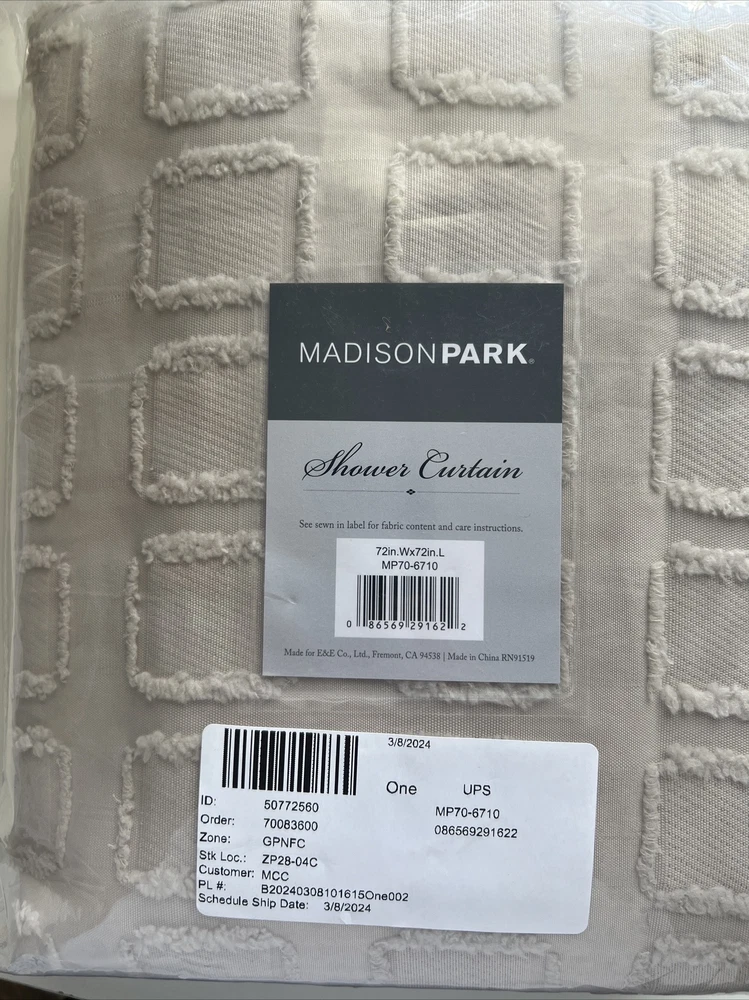 MADISONPARK®
Shower Curtain
See sewn in label for fabric content and care instructions.
72in.Wx72in.L
MP70-6710
0 86569 29162 2
Made for E&E Co., Ltd., Fremont, CA 94538 | Made in China RN91519
3/8/2024
One UPS
ID: 50772560 MP70-6710
Order: 70083600 086569291622
Zone: GPNFC
Stk Loc.: ZP28-04C
Customer: MCC
PL #: B20240308101615One002
Schedule Ship Date: 3/8/2024